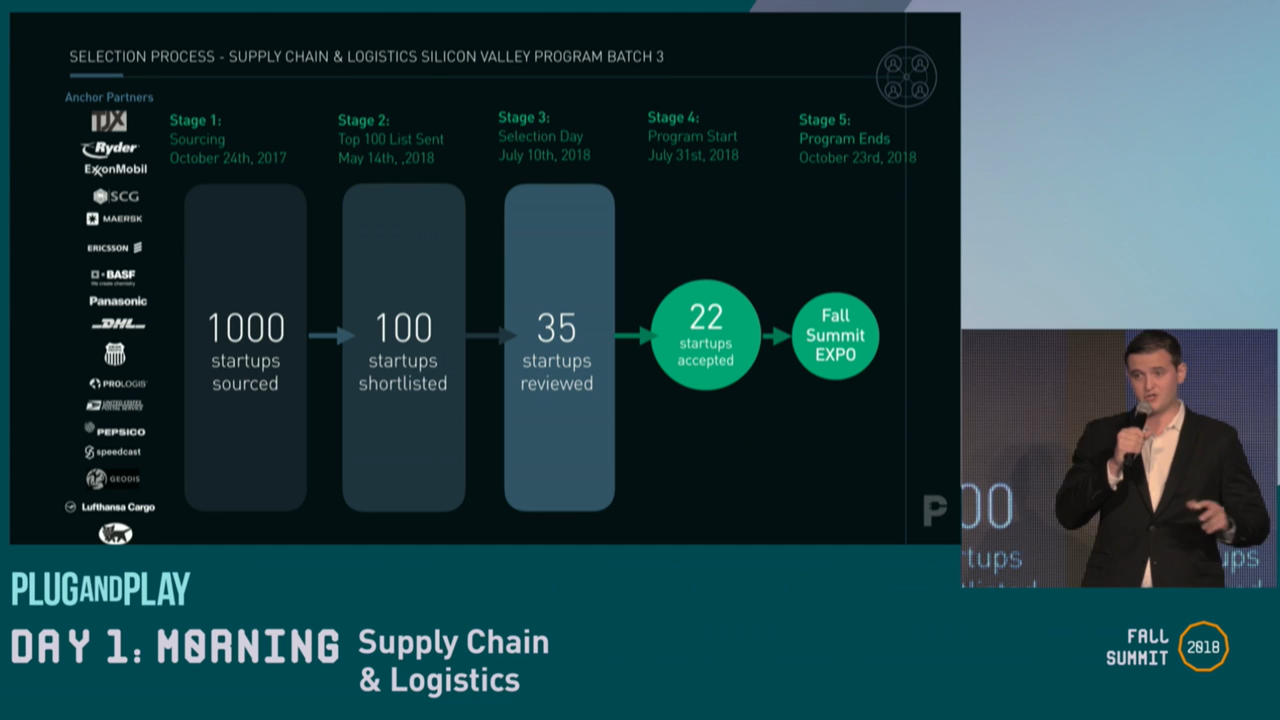 SELECTION PROCESS - SUPPLY CHAIN & LOGISTICS SILICON VALLEY PROGRAM BATCH 3
Anchor Partners
TJX
Ryder
ExxonMobil
SCG
MAERSK
ERICSSON
BASF
We create chemistry
Panasonic
DHL
PROLOGIS
UNITED STATES
POSTAL SERVICE
PEPSICO
speedcast
GEODIS
Lufthansa Cargo
Stage 1:
Sourcing
October 24th, 2017
1000
startups
sourced
Stage 2:
Top 100 List Sent
May 14th, ,2018
100
startups
shortlisted
Stage 3:
Selection Day
July 10th, 2018
35
startups
reviewed
Stage 4:
Program Start
July 31st, 2018
22
startups
accepted
Stage 5:
Program Ends
October 23rd, 2018
Fall
Summit
EXPO
P
00
rtups
ups
PLUGANDPLAY
DAY 1: MORNING
Supply Chain
& Logistics
FALL
SUMMIT
2018